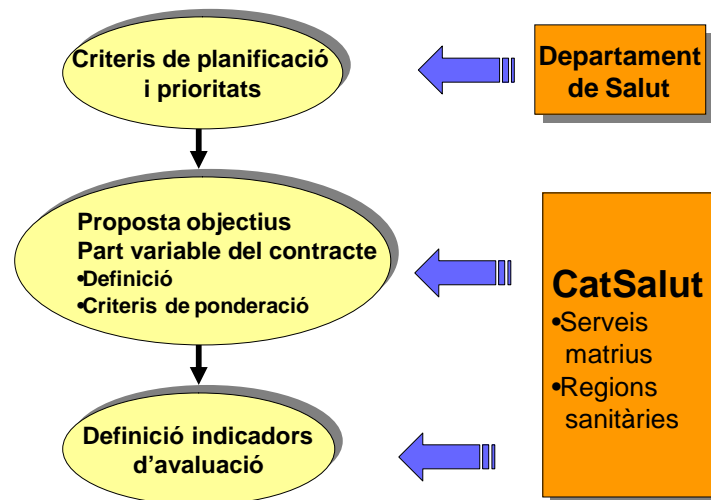 Criteris de planificació
i prioritats
Departament
de Salut
Proposta objectius
Part variable del contracte
•Definició
•Criteris de ponderació
CatSalut
•Serveis
matrius
•Regions
sanitàries
Definició indicadors
d'avaluació